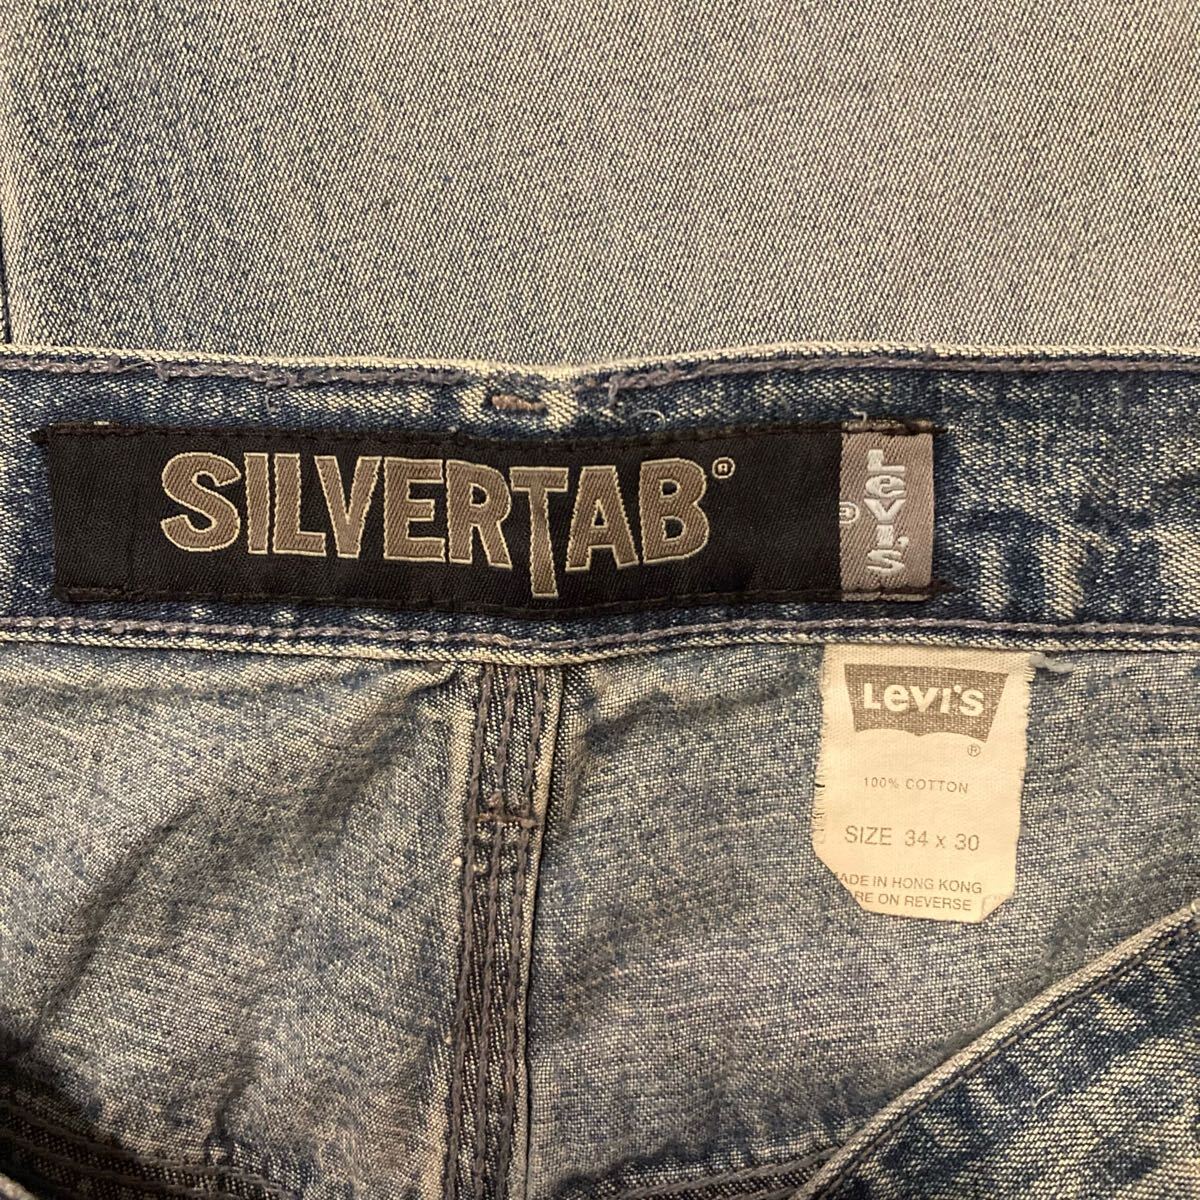 SILVERTAB®
LEVI'S
®
LEVI'S
®
100% COTTON
SIZE 34 x 30
ADE IN HONG KONG
RE ON REVERSE